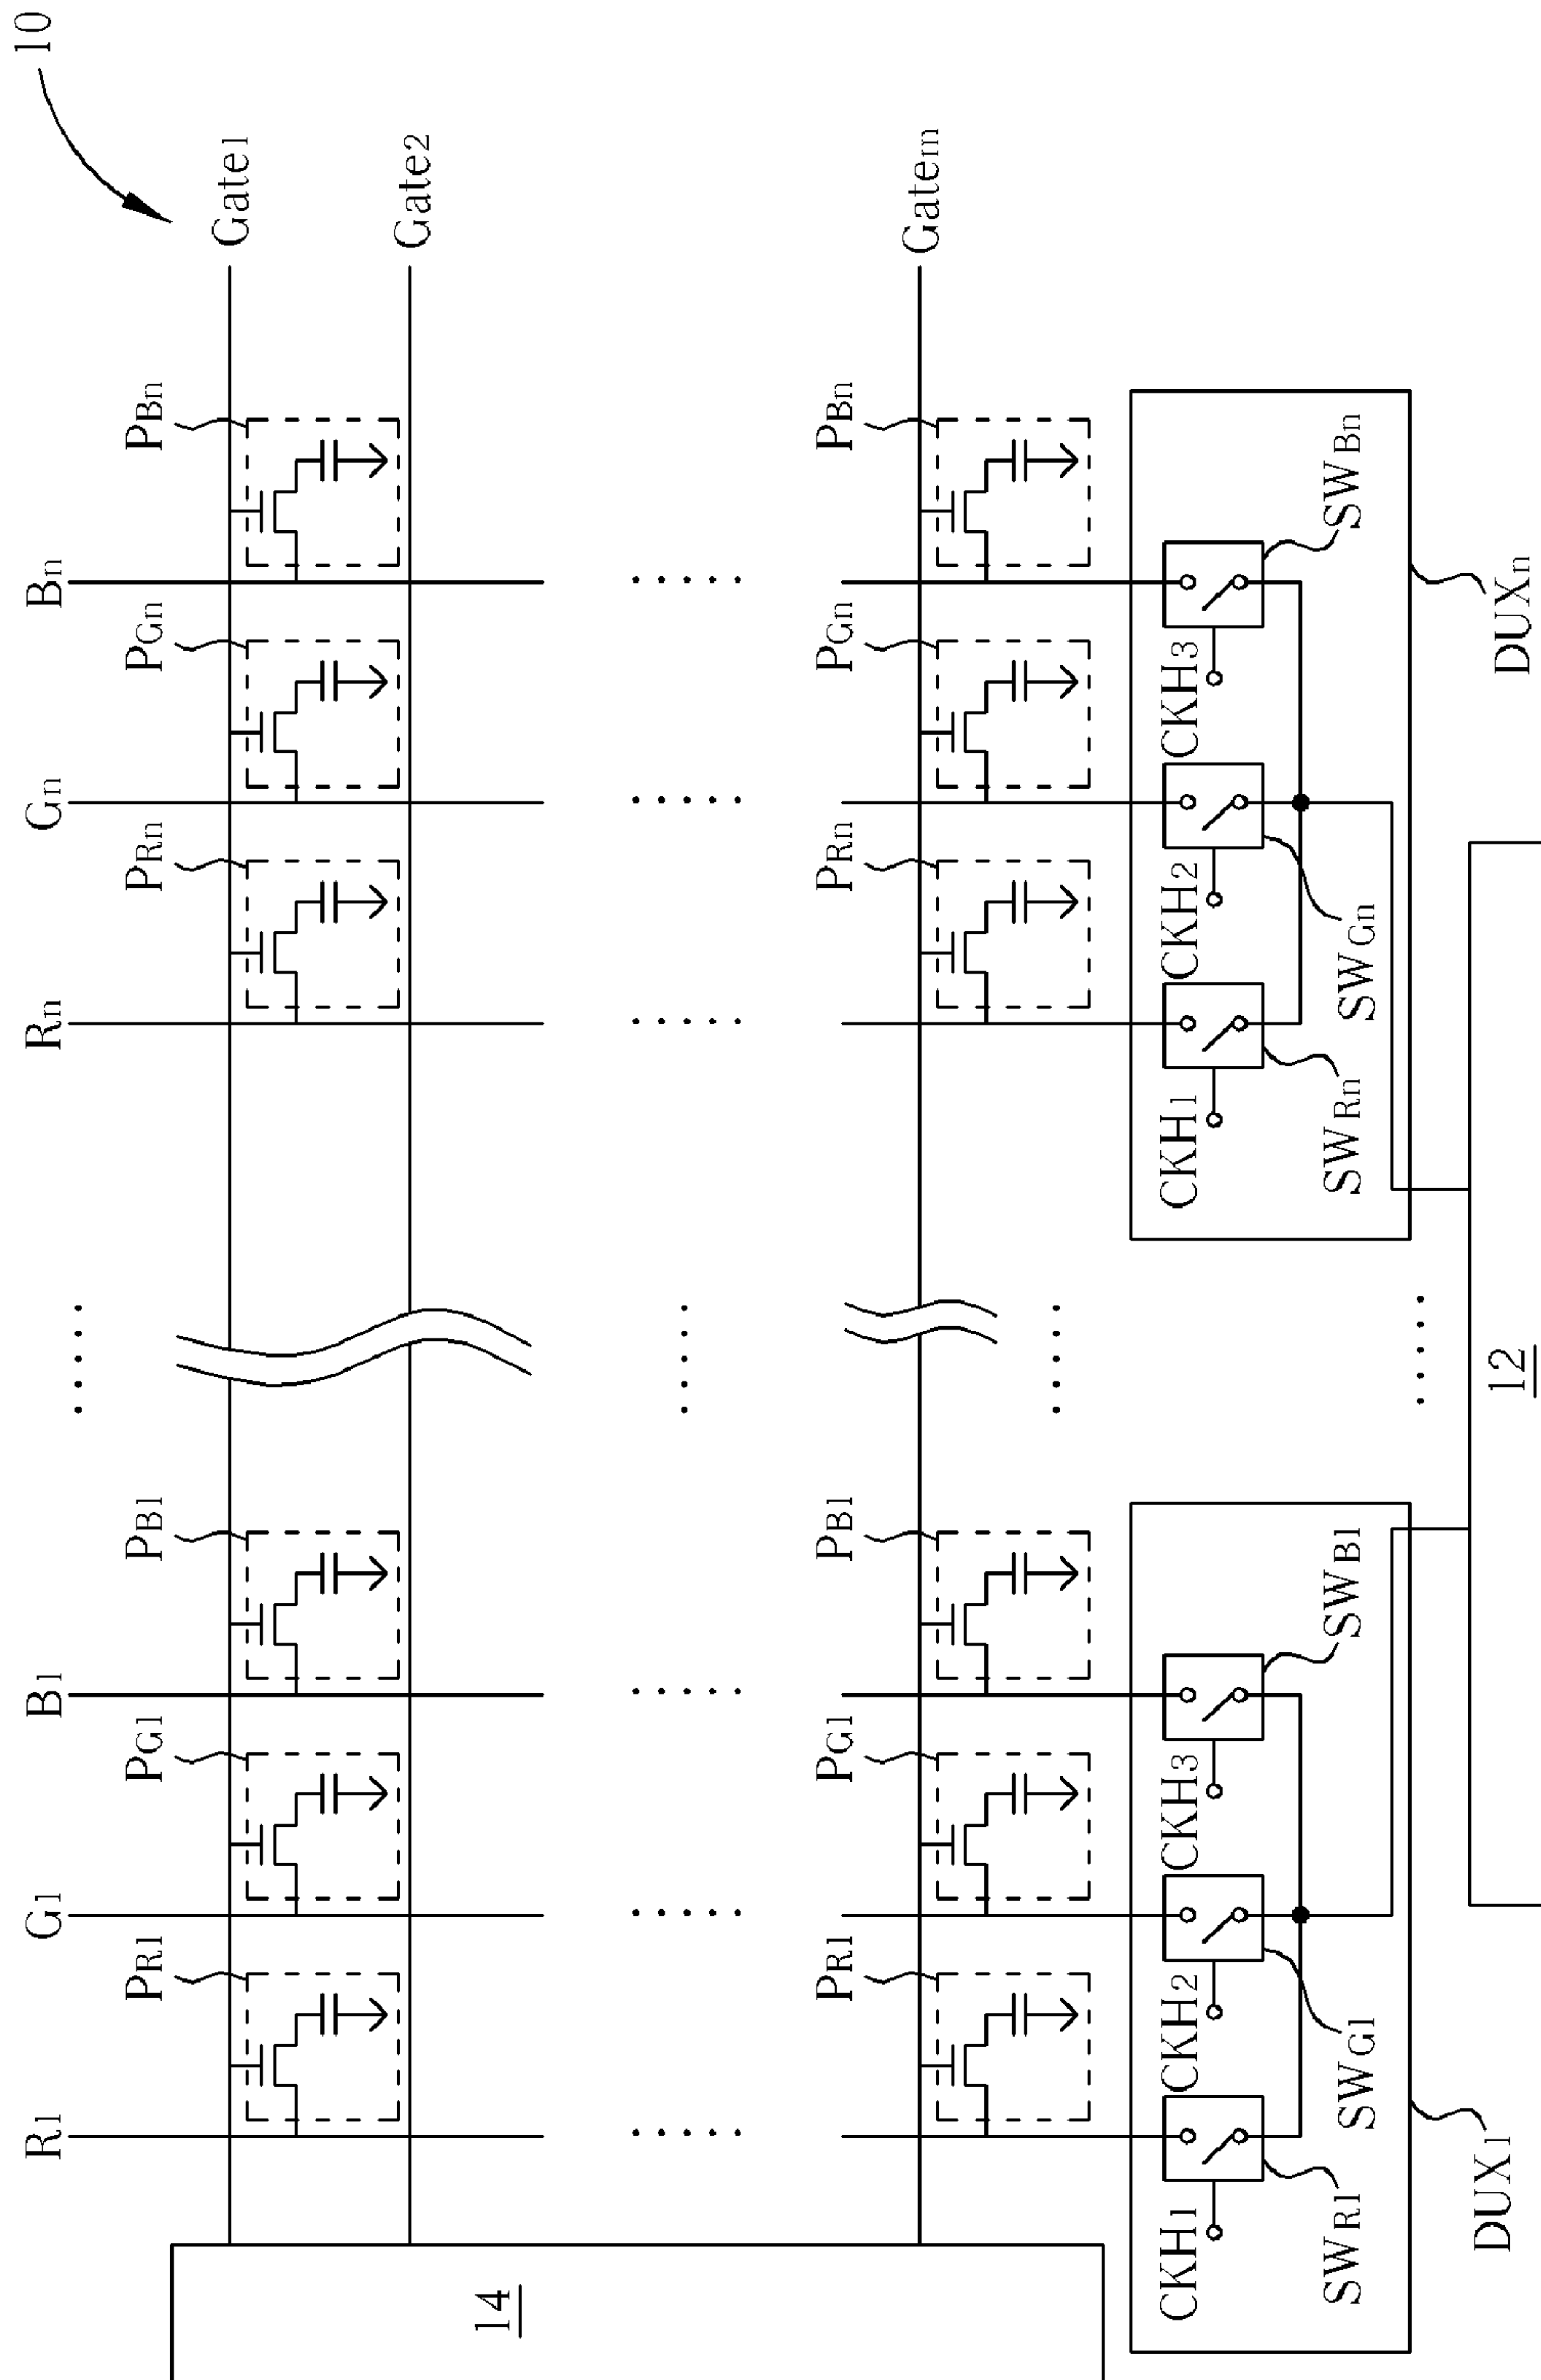 10
R1 G1 B1 ····· Rn Gn Bn
PR1 PG1 PB1 PRn PGn PBn
Gate1
Gate2
PR1 PG1 PB1 PRn PGn PBn
Gatem
14
CKH1 CKH2 CKH3 CKH1 CKH2 CKH3
SWR1 SWG1 SWB1 SWRn SWGn SWBn
DUX1 DUXn
12